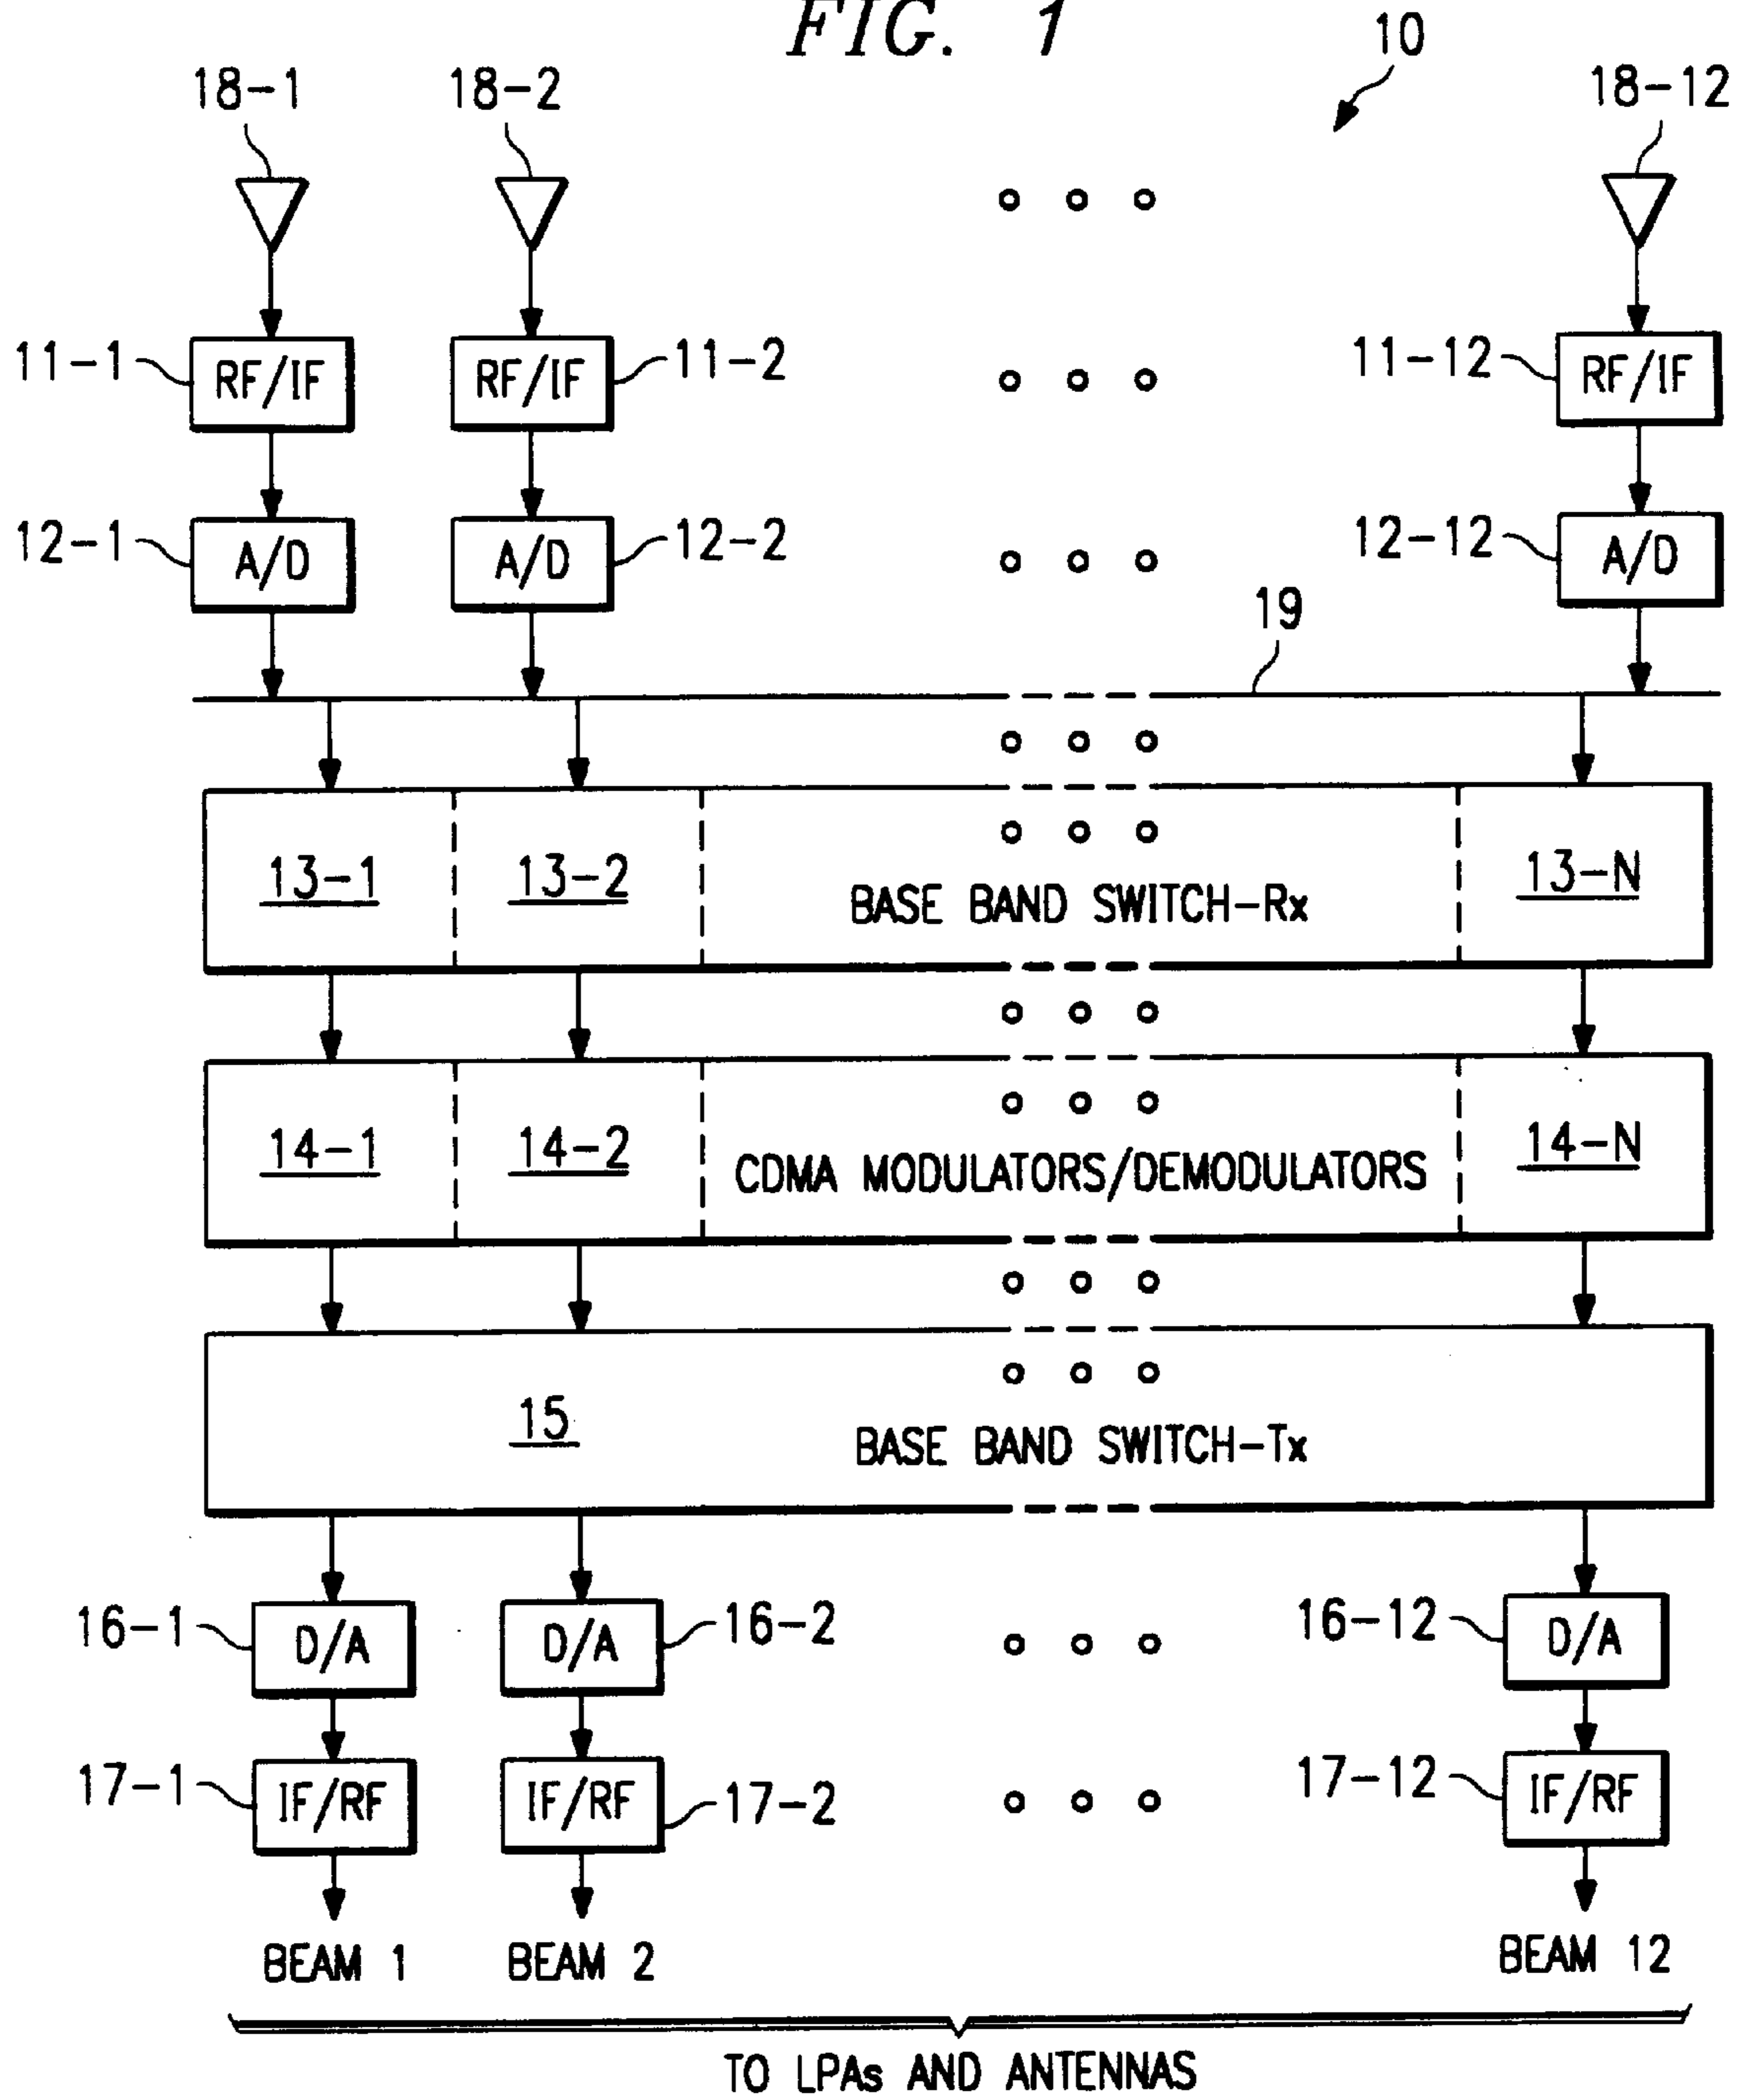 FIG. 1
10
18-1 18-2 18-12
11-1 RF/IF RF/IF 11-2 11-12 RF/IF
12-1 A/D A/D 12-2 12-12 A/D
19
13-1 13-2 BASE BAND SWITCH-Rx 13-N
14-1 14-2 CDMA MODULATORS/DEMODULATORS 14-N
15 BASE BAND SWITCH-Tx
16-1 D/A D/A 16-2 16-12 D/A
17-1 IF/RF IF/RF 17-2 17-12 IF/RF
BEAM 1 BEAM 2 BEAM 12
TO LPAs AND ANTENNAS